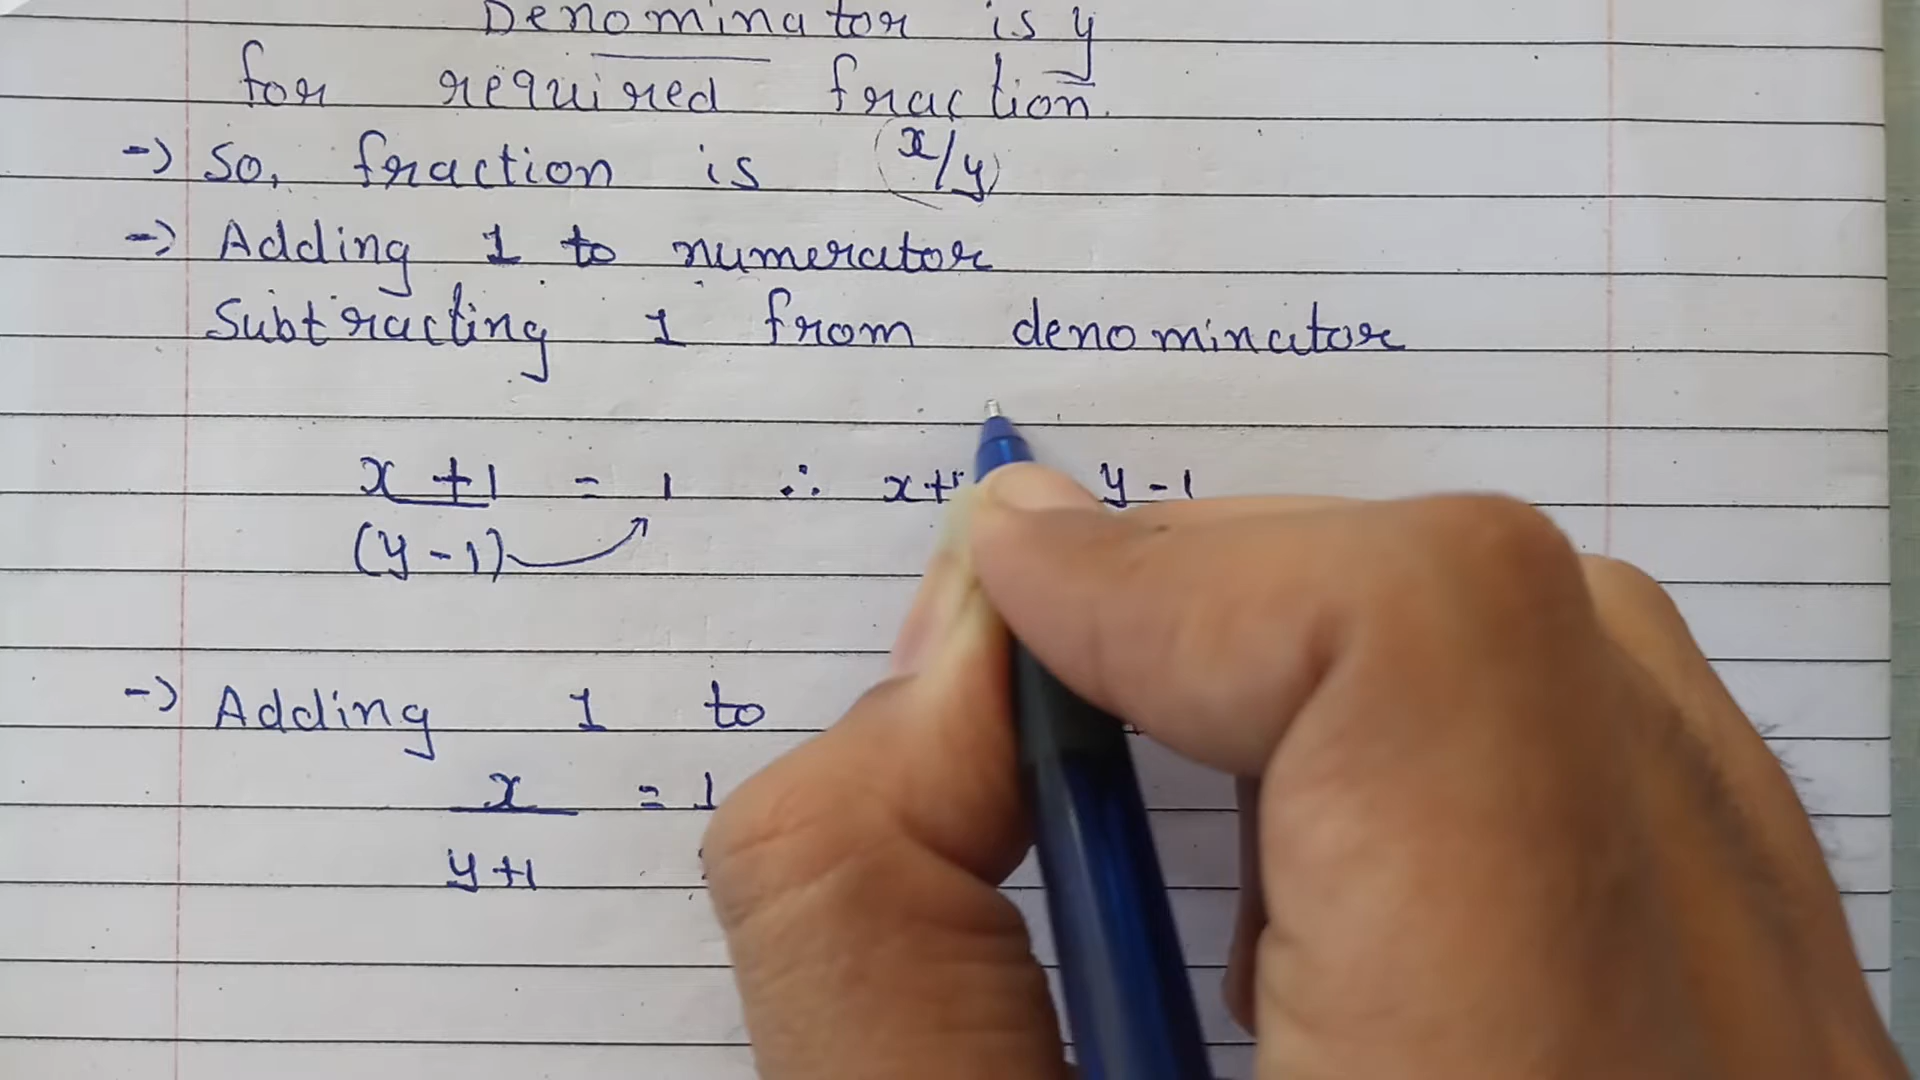 Denominator is y
for required fraction.
→ So, fraction is (x/y)
→ Adding 1 to numerator
Subtracting 1 from denominator
x + 1 = 1 ∴ x+1 y - 1
(y - 1)
→ Adding 1 to
x = 1
y + 1